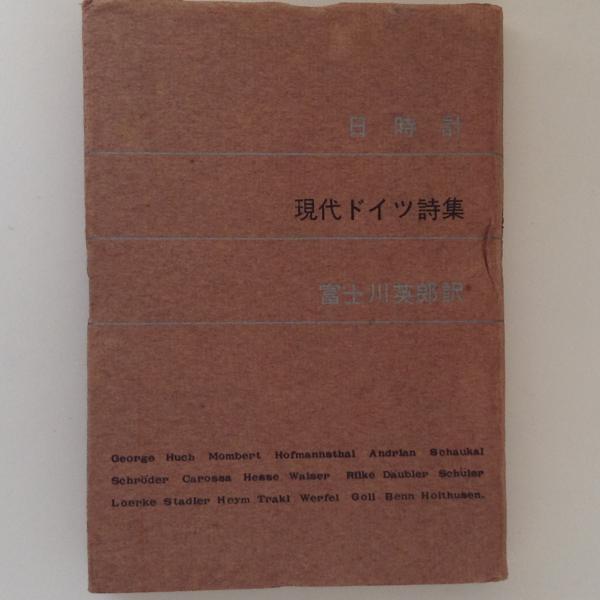 日時計
現代ドイツ詩集
富士川英郎訳
George Huch Mombert Hofmannsthal Andrian Schaukal
Schröder Carossa Hesse Walser Rilke Däubler Schüler
Loerke Stadler Heym Trakl Werfel Goll Benn Holthusen.